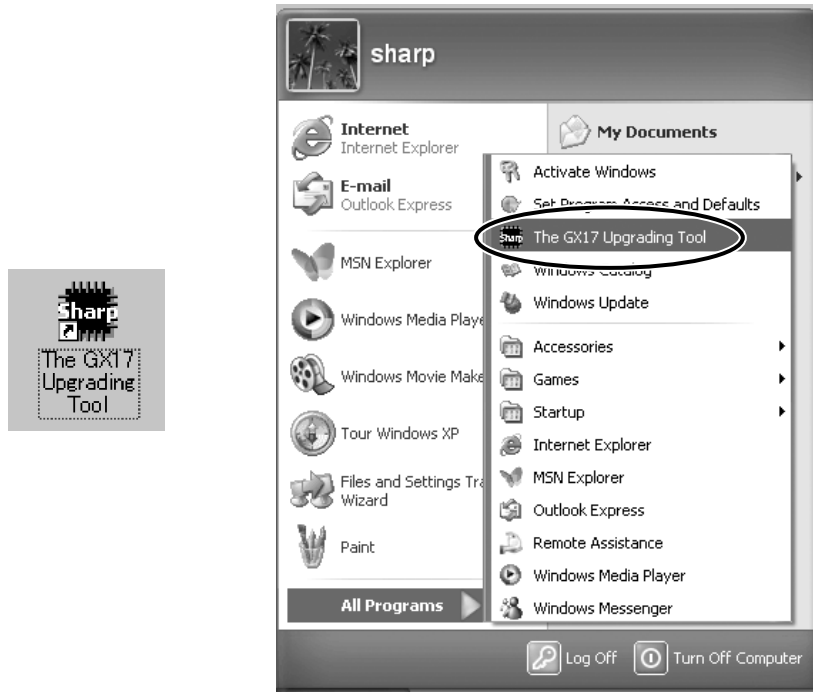 Sharp
The GX17
Upgrading
Tool
sharp
Internet
Internet Explorer
E-mail
Outlook Express
MSN Explorer
Windows Media Playe
Windows Movie Make
Tour Windows XP
Files and Settings Tra
Wizard
Paint
All Programs
My Documents
Activate Windows
Set Program Access and Defaults
Sharp
The GX17 Upgrading Tool
Windows Catalog
Windows Update
Accessories
Games
Startup
Internet Explorer
MSN Explorer
Outlook Express
Remote Assistance
Windows Media Player
Windows Messenger
Log Off
Turn Off Computer